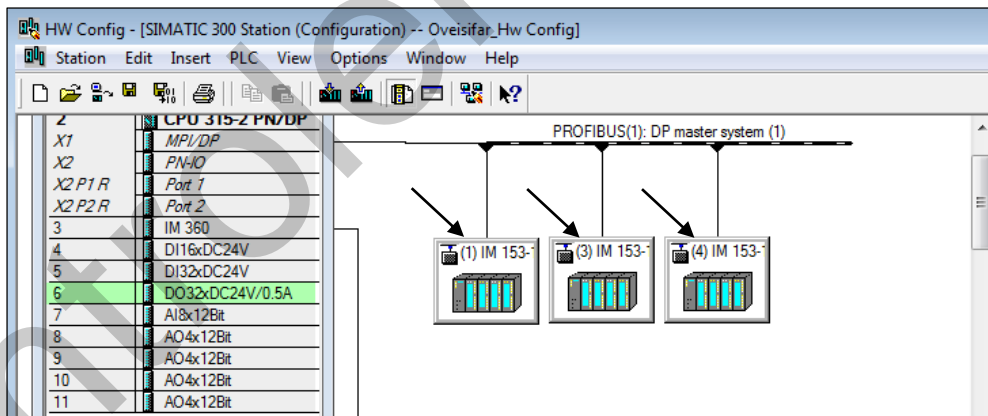 HW Config - [SIMATIC 300 Station (Configuration) -- Oveisifar_Hw Config]
Station Edit Insert PLC View Options Window Help
2 CPU 315-2 PN/DP
X1 MPI/DP
X2 PN-IO
X2 P1 R Port 1
X2 P2 R Port 2
3 IM 360
4 DI16xDC24V
5 DI32xDC24V
6 DO32xDC24V/0.5A
7 AI8x12Bit
8 AO4x12Bit
9 AO4x12Bit
10 AO4x12Bit
11 AO4x12Bit
PROFIBUS(1): DP master system (1)
(1) IM 153-
(3) IM 153-
(4) IM 153-